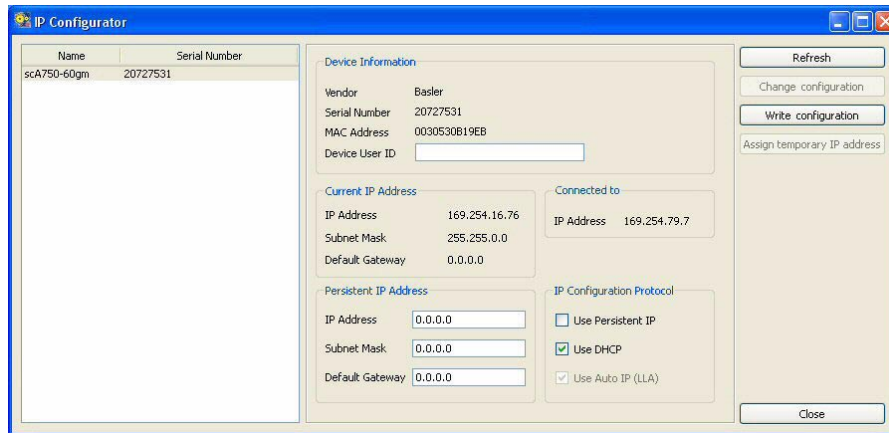 IP Configurator
Name Serial Number
scA750-60gm 20727531
Device Information
Vendor Basler
Serial Number 20727531
MAC Address 0030530B19EB
Device User ID
Current IP Address
IP Address 169.254.16.76
Subnet Mask 255.255.0.0
Default Gateway 0.0.0.0
Connected to
IP Address 169.254.79.7
Persistent IP Address
IP Address 0.0.0.0
Subnet Mask 0.0.0.0
Default Gateway 0.0.0.0
IP Configuration Protocol
Use Persistent IP
Use DHCP
Use Auto IP (LLA)
Refresh
Change configuration
Write configuration
Assign temporary IP address
Close